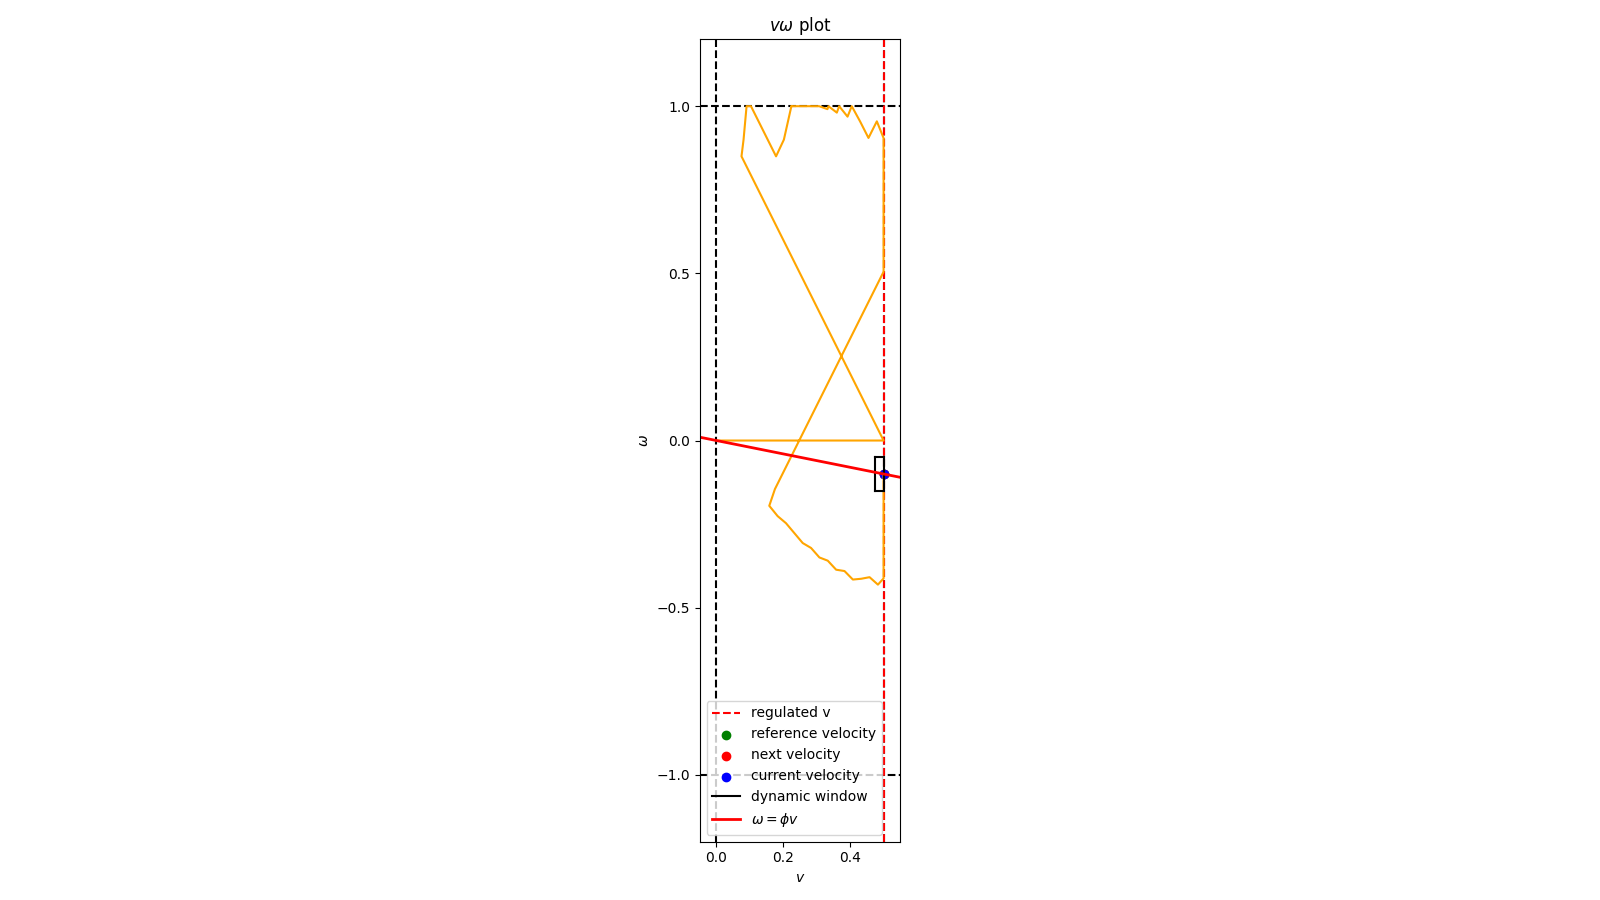 vω plot
1.0
0.5
ω
0.0
−0.5
−1.0
regulated v
reference velocity
next velocity
current velocity
dynamic window
ω = ϕv
0.0 0.2 0.4
v